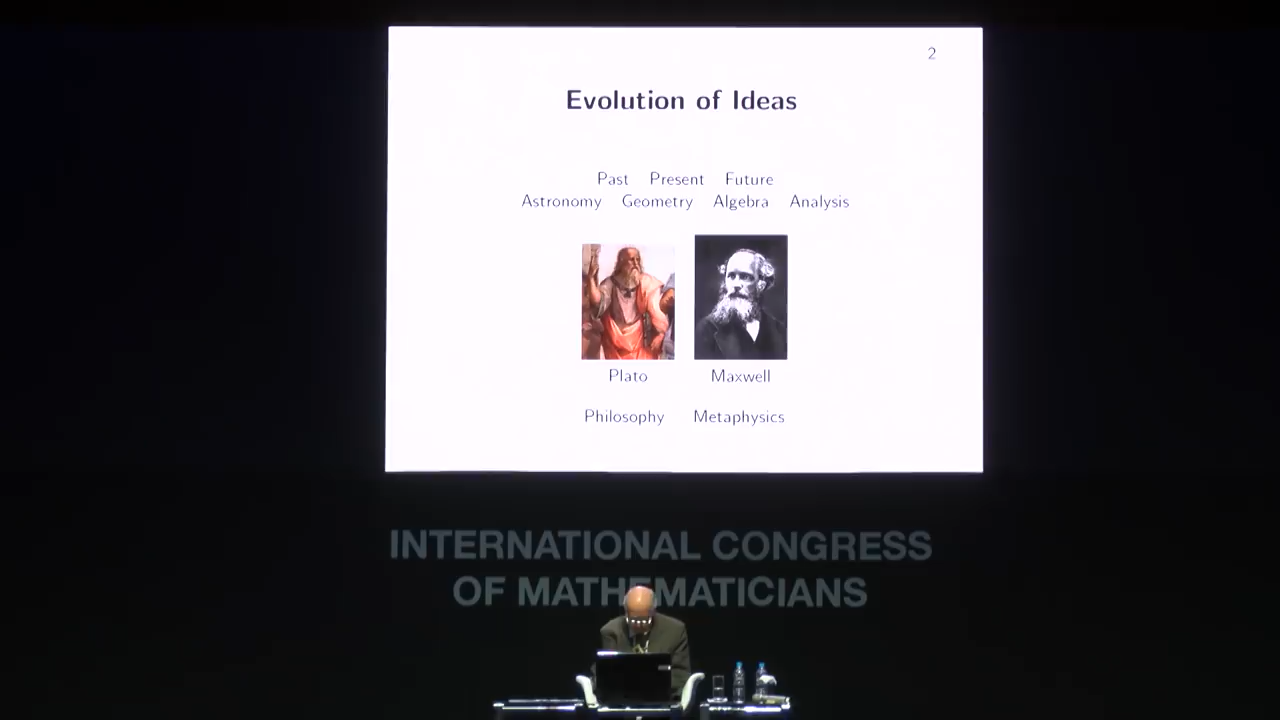 2
Evolution of Ideas
Past Present Future
Astronomy Geometry Algebra Analysis
Plato Maxwell
Philosophy Metaphysics
INTERNATIONAL CONGRESS
OF MATHEMATICIANS